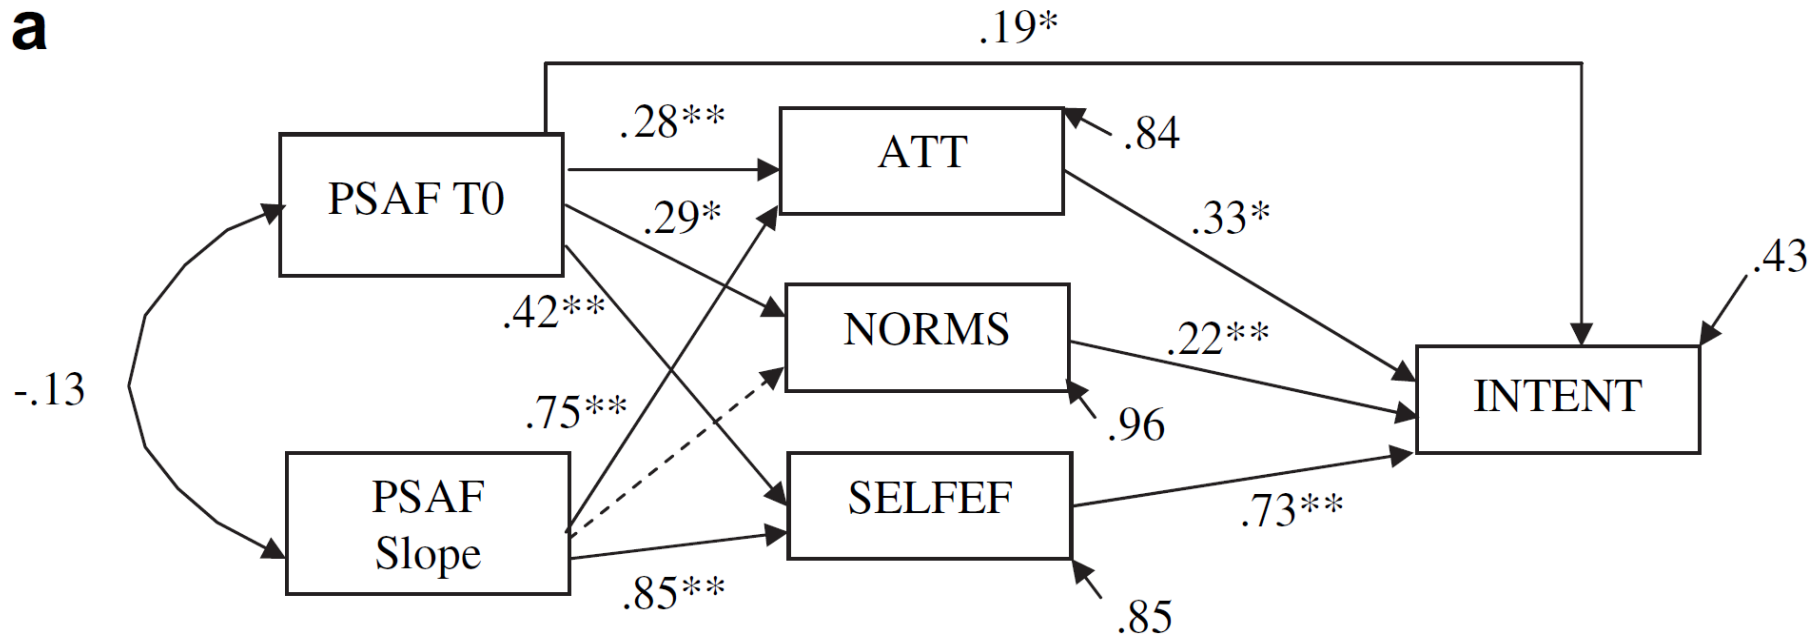 a
.19*
.28**
ATT
.84
PSAF T0
.29*
.33*
.43
.42**
NORMS
.22**
-.13
.75**
INTENT
.96
PSAF
Slope
SELFEF
.73**
.85**
.85